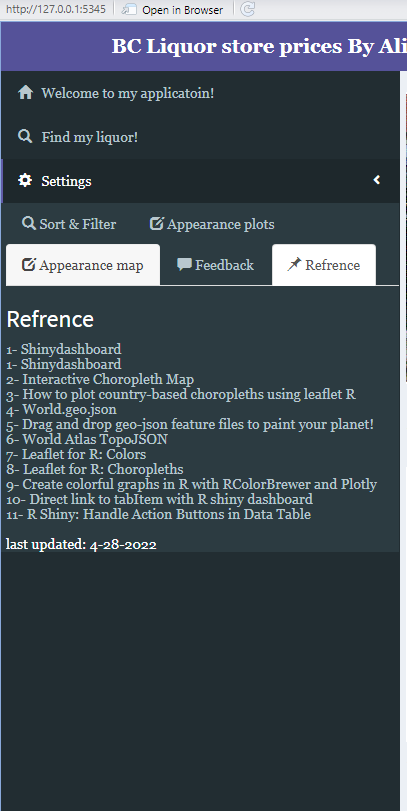 http://127.0.0.1:5345 Open in Browser
BC Liquor store prices By Ali
Welcome to my applicatoin!
Find my liquor!
Settings
Sort & Filter Appearance plots
Appearance map Feedback Refrence
Refrence
1- Shinydashboard
1- Shinydashboard
2- Interactive Choropleth Map
3- How to plot country-based choropleths using leaflet R
4- World.geo.json
5- Drag and drop geo-json feature files to paint your planet!
6- World Atlas TopoJSON
7- Leaflet for R: Colors
8- Leaflet for R: Choropleths
9- Create colorful graphs in R with RColorBrewer and Plotly
10- Direct link to tabItem with R shiny dashboard
11- R Shiny: Handle Action Buttons in Data Table
last updated: 4-28-2022